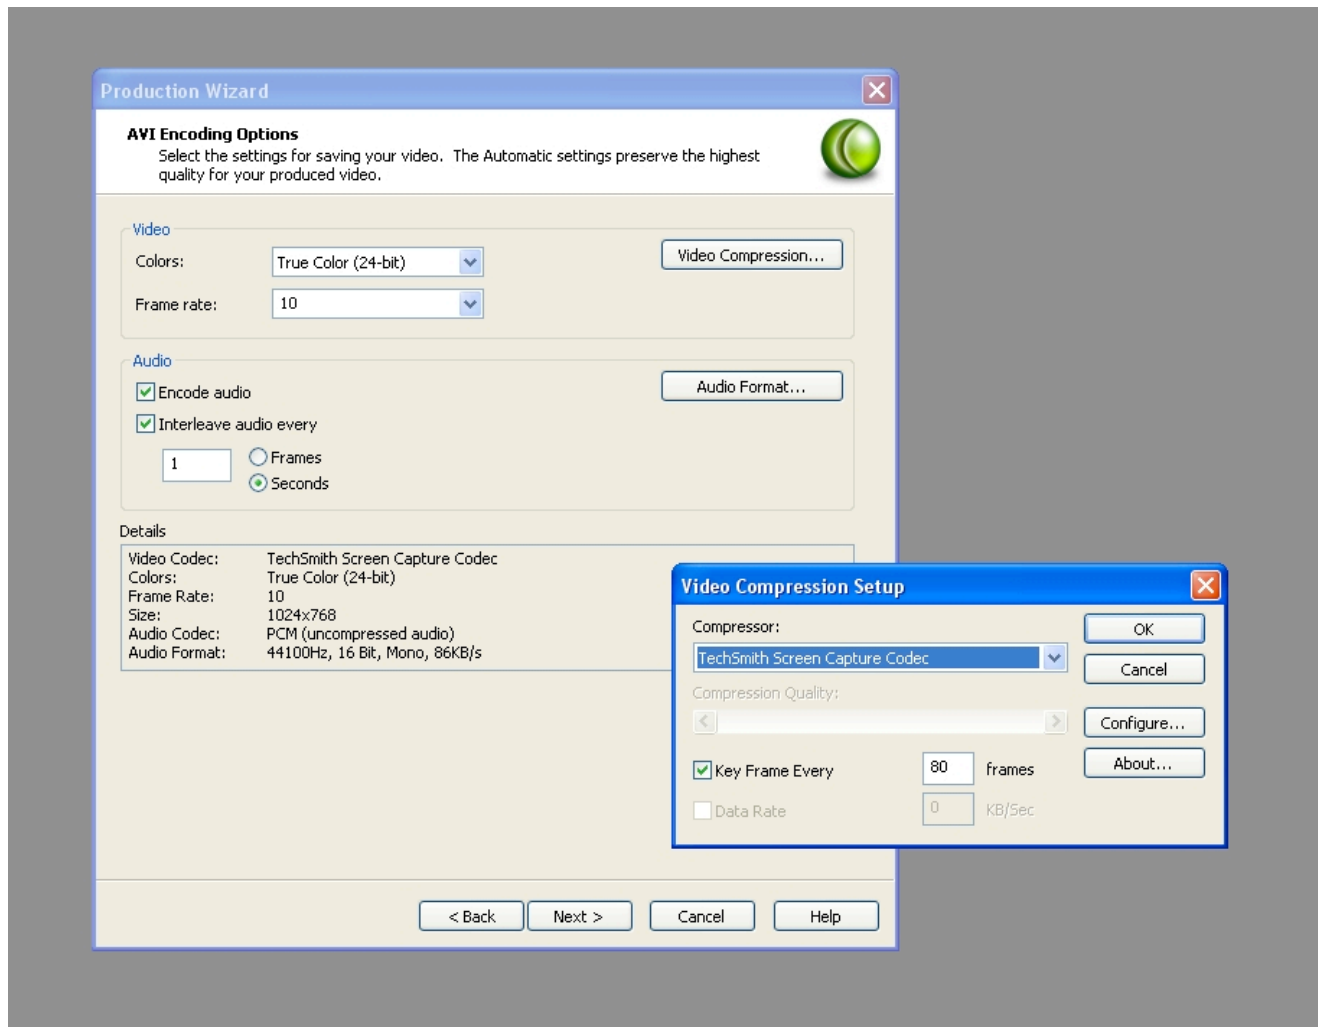 Production Wizard
AVI Encoding Options
Select the settings for saving your video.  The Automatic settings preserve the highest
quality for your produced video.
Video
Colors: True Color (24-bit) Video Compression...
Frame rate: 10
Audio
Encode audio Audio Format...
Interleave audio every
1 Frames
Seconds
Details
Video Codec: TechSmith Screen Capture Codec
Colors: True Color (24-bit)
Frame Rate: 10
Size: 1024x768
Audio Codec: PCM (uncompressed audio)
Audio Format: 44100Hz, 16 Bit, Mono, 86KB/s
Video Compression Setup
Compressor: OK
TechSmith Screen Capture Codec Cancel
Compression Quality:
Configure...
Key Frame Every 80 frames About...
Data Rate 0 KB/Sec
< Back Next > Cancel Help